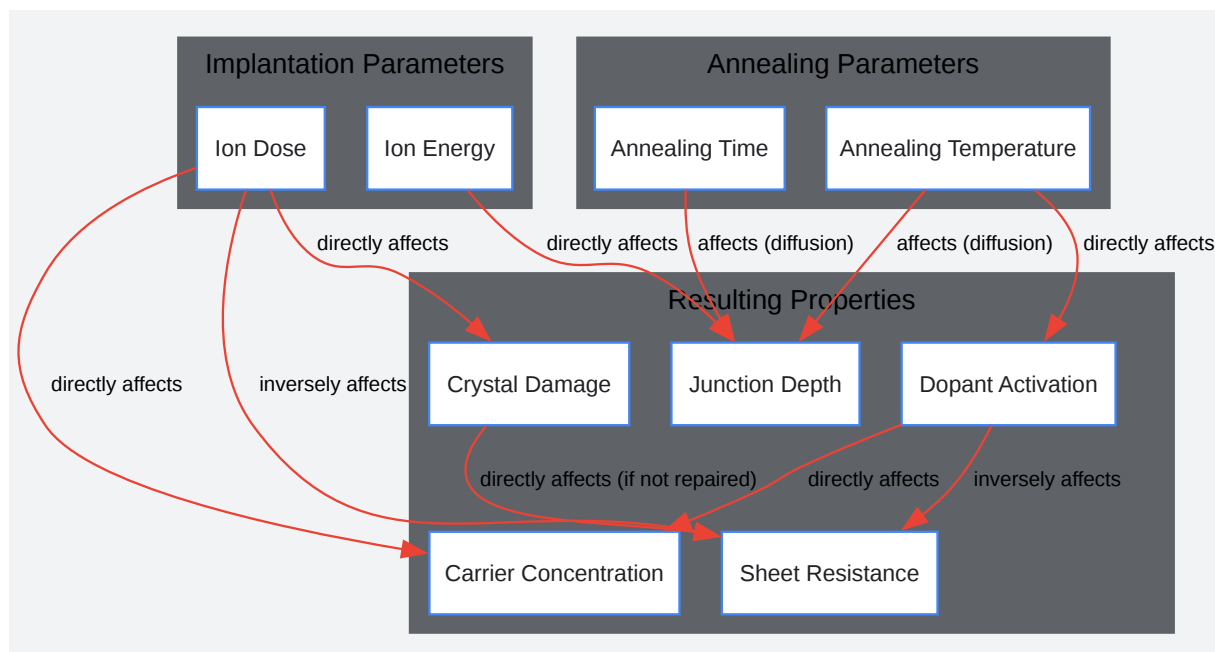 Implantation Parameters
Annealing Parameters
Ion Dose
Ion Energy
Annealing Time
Annealing Temperature
directly affects
directly affects
affects (diffusion)
affects (diffusion)
directly affects
Resulting Properties
directly affects
inversely affects
Crystal Damage
Junction Depth
Dopant Activation
directly affects (if not repaired)
directly affects
inversely affects
Carrier Concentration
Sheet Resistance